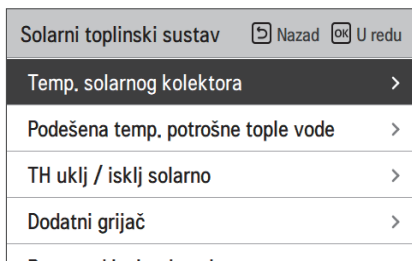 Solarni toplinski sustav Nazad OK U redu
Temp. solarnog kolektora
Podešena temp. potrošne tople vode
TH uklj / isklj solarno
Dodatni grijač